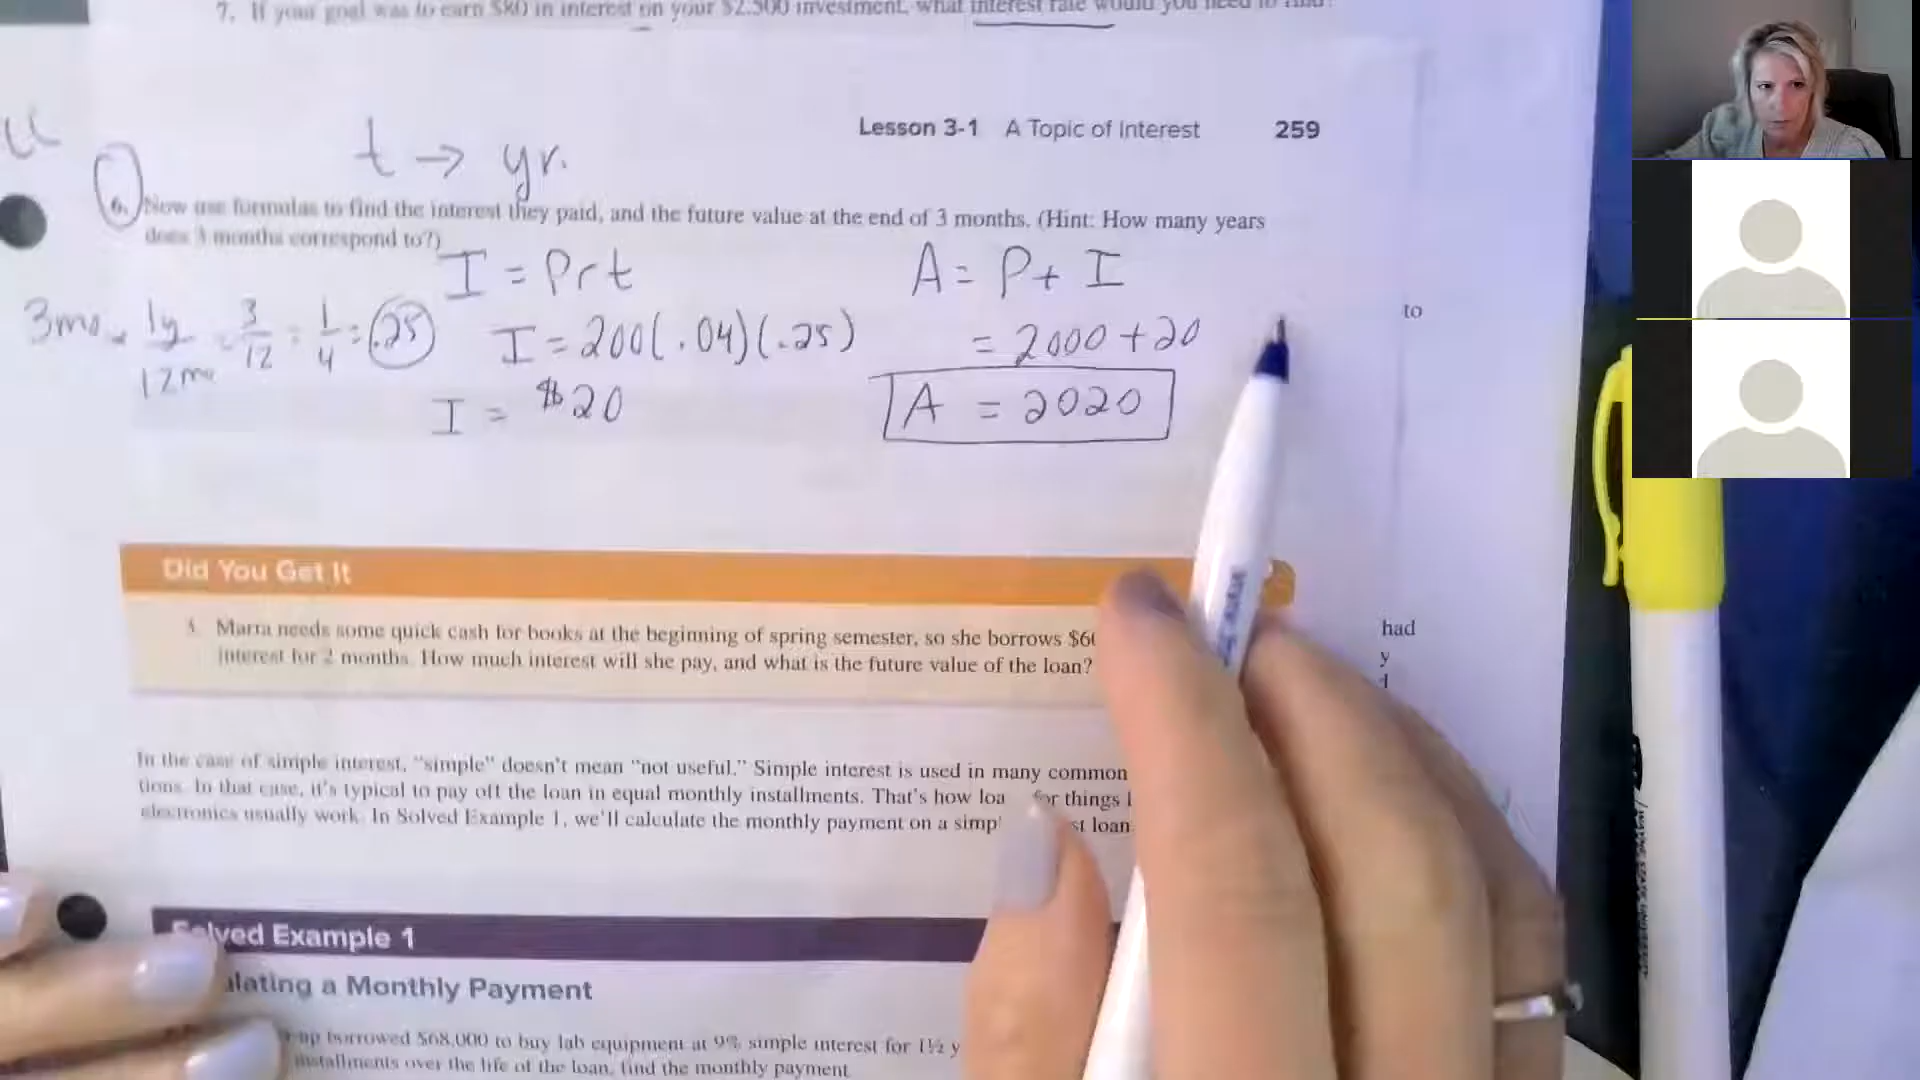 7. If your goal was to earn $80 in interest on your $2,500 investment, what interest rate would you need to find?
Lesson 3-1 A Topic of Interest 259
t → yr.
6. Now use formulas to find the interest they paid, and the future value at the end of 3 months. (Hint: How many years
does 3 months correspond to?)
I = Prt
A = P + I
3mo 1y 3 1 .25
12mo 12 4
I = 200(.04)(.25)
= 2000 + 20
I = $20
A = 2020
to
Did You Get It
Marta needs some quick cash for books at the beginning of spring semester, so she borrows
interest for 2 months. How much interest will she pay, and what is the future value of the loan?
had
y
In the case of simple interest, "simple" doesn't mean "not useful." Simple interest is used in many common
tions. In that case, it's typical to pay off the loan in equal monthly installments. That's how loa for things
electronics usually work. In Solved Example 1, we'll calculate the monthly payment on a simp st loan
Solved Example 1
ulating a Monthly Payment
up borrowed $68,000 to buy lab equipment at 9% simple interest for 1½ y
installments over the life of the loan, find the monthly payment